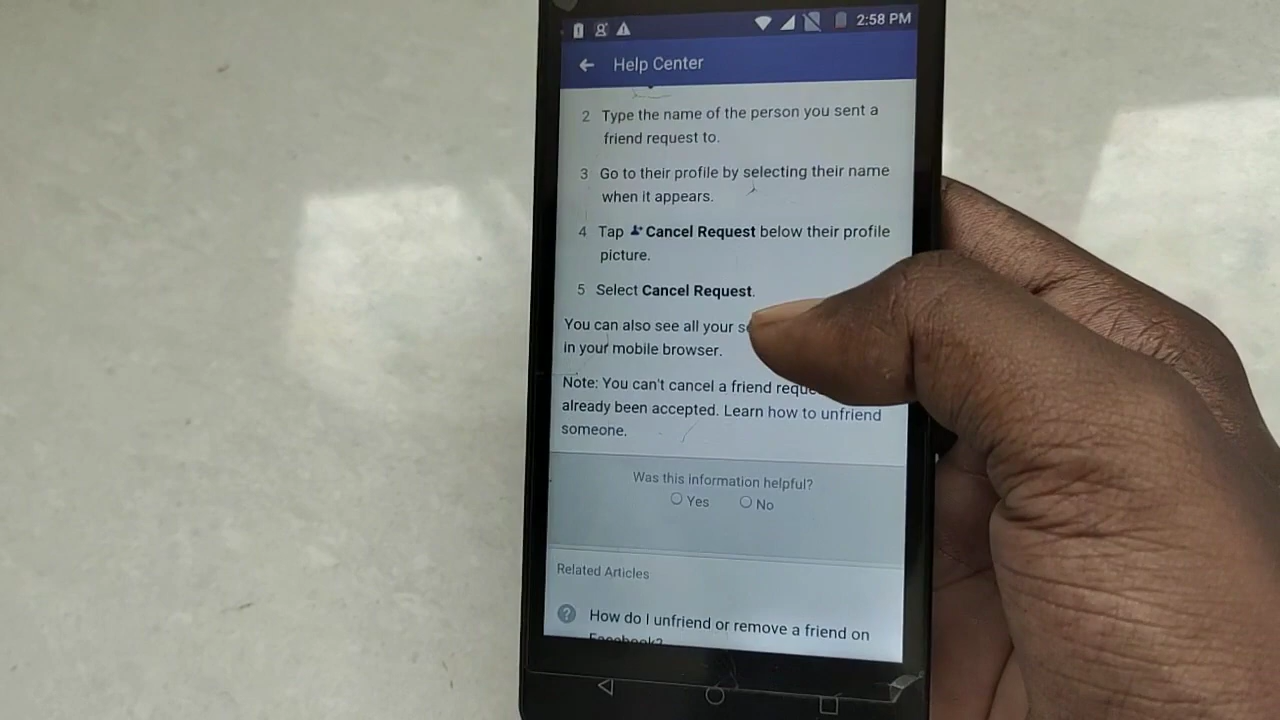 2:58 PM
Help Center
2 Type the name of the person you sent a
friend request to.
3 Go to their profile by selecting their name
when it appears.
4 Tap Cancel Request below their profile
picture.
5 Select Cancel Request.
You can also see all your
in your mobile browser.
Note: You can't cancel a friend
already been accepted. Learn how to unfriend
someone.
Was this information helpful?
Yes No
Related Articles
How do I unfriend or remove a friend on
Facebook?